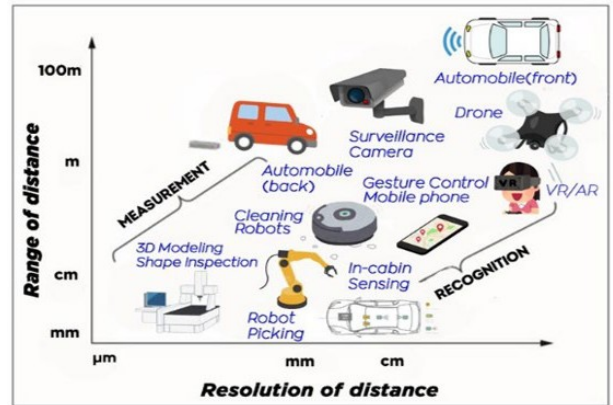 100m
Automobile(front)
Drone
Surveillance
Camera
m
Automobile
(back)
MEASUREMENT
Gesture Control
Mobile phone
VR
VR/AR
Cleaning
Robots
3D Modeling
Shape Inspection
In-cabin
Sensing
RECOGNITION
cm
Robot
Picking
mm
Range of distance
µm
mm
cm
Resolution of distance